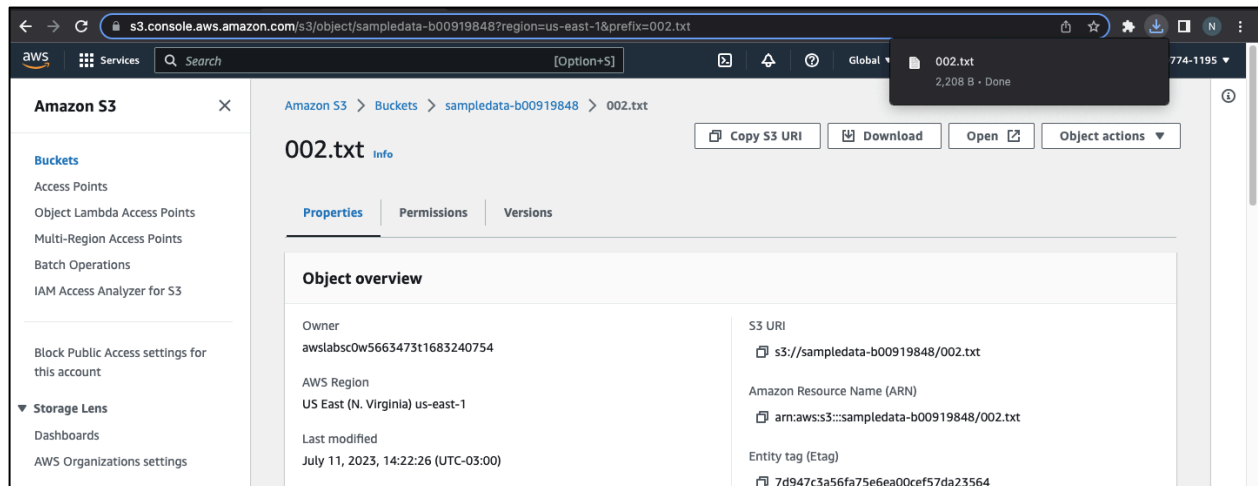 s3.console.aws.amazon.com/s3/object/sampledata-b00919848?region=us-east-1&prefix=002.txt
N
aws
Services
Search
[Option+S]
Global
774-1195
002.txt
2,208 B • Done
Amazon S3
Buckets
Access Points
Object Lambda Access Points
Multi-Region Access Points
Batch Operations
IAM Access Analyzer for S3
Block Public Access settings for
this account
Storage Lens
Dashboards
AWS Organizations settings
Amazon S3 > Buckets > sampledata-b00919848 > 002.txt
002.txt Info
Copy S3 URI
Download
Open
Object actions
Properties
Permissions
Versions
Object overview
Owner
awslabsc0w5663473t1683240754
AWS Region
US East (N. Virginia) us-east-1
Last modified
July 11, 2023, 14:22:26 (UTC-03:00)
S3 URI
s3://sampledata-b00919848/002.txt
Amazon Resource Name (ARN)
arn:aws:s3:::sampledata-b00919848/002.txt
Entity tag (Etag)
7d947c3a56fa75e6ea00cef57da23564